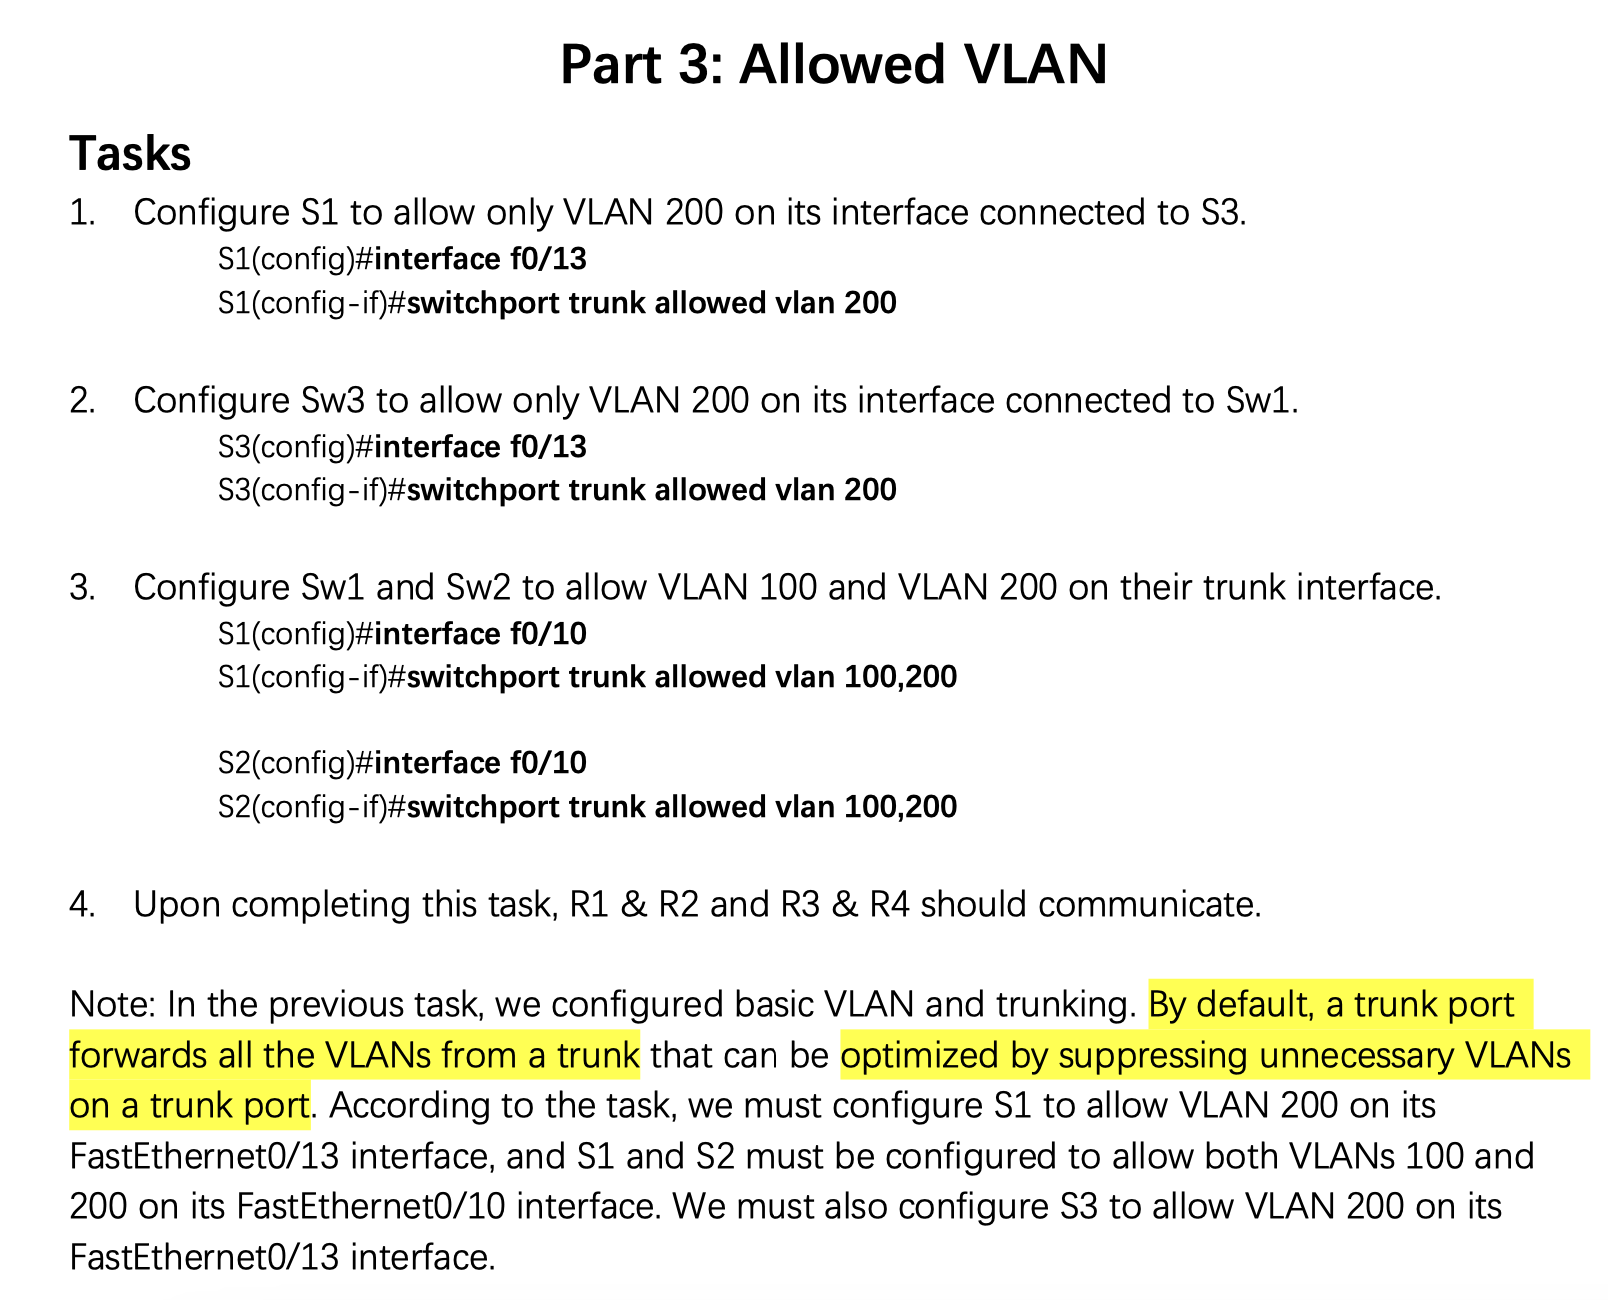 Part 3: Allowed VLAN
Tasks
1. Configure S1 to allow only VLAN 200 on its interface connected to S3.
S1(config)#interface f0/13
S1(config-if)#switchport trunk allowed vlan 200
2. Configure Sw3 to allow only VLAN 200 on its interface connected to Sw1.
S3(config)#interface f0/13
S3(config-if)#switchport trunk allowed vlan 200
3. Configure Sw1 and Sw2 to allow VLAN 100 and VLAN 200 on their trunk interface.
S1(config)#interface f0/10
S1(config-if)#switchport trunk allowed vlan 100,200
S2(config)#interface f0/10
S2(config-if)#switchport trunk allowed vlan 100,200
4. Upon completing this task, R1 & R2 and R3 & R4 should communicate.
Note: In the previous task, we configured basic VLAN and trunking. By default, a trunk port
forwards all the VLANs from a trunk that can be optimized by suppressing unnecessary VLANs
on a trunk port. According to the task, we must configure S1 to allow VLAN 200 on its
FastEthernet0/13 interface, and S1 and S2 must be configured to allow both VLANs 100 and
200 on its FastEthernet0/10 interface. We must also configure S3 to allow VLAN 200 on its
FastEthernet0/13 interface.